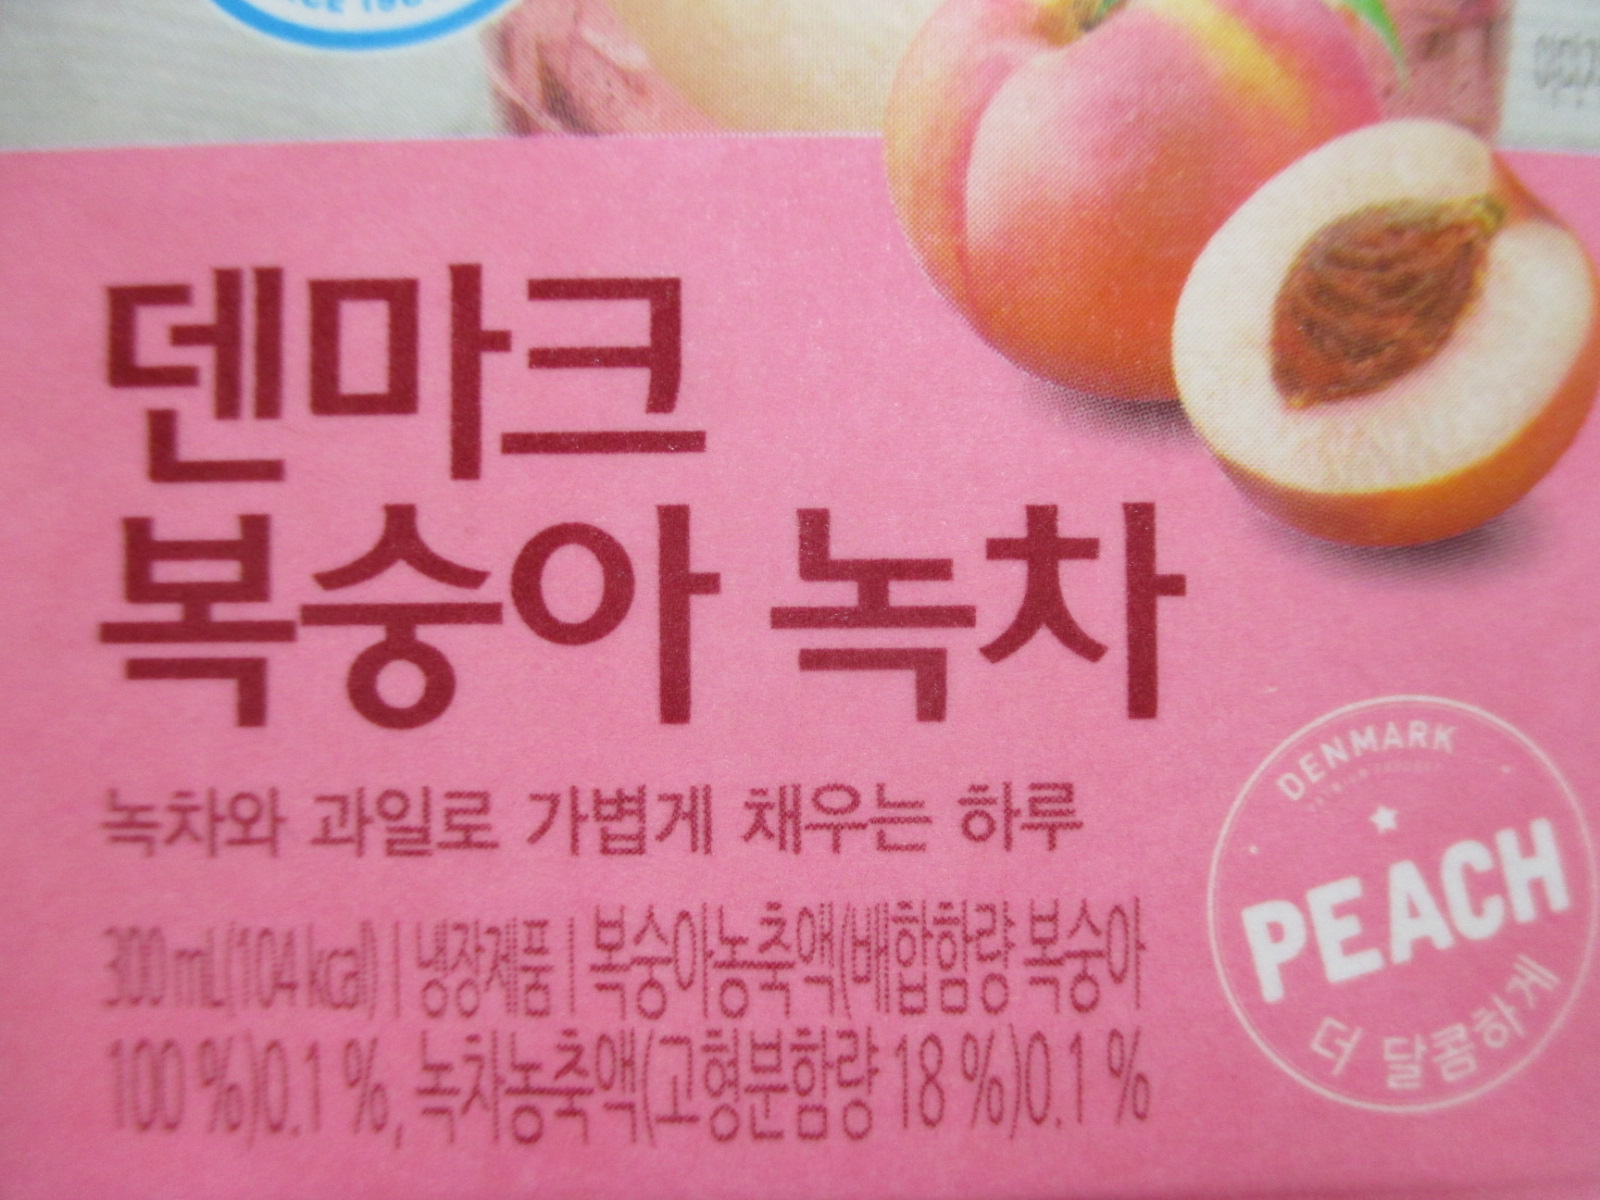 덴마크
복숭아 녹차
녹차와 과일로 가볍게 채우는 하루
300 mL(104 kcal) | 냉장제품 | 복숭아농축액(배합함량 복숭아
100 %)0.1 %, 녹차농축액(고형분함량 18 %)0.1 %
DENMARK
PEACH
더 달콤하게